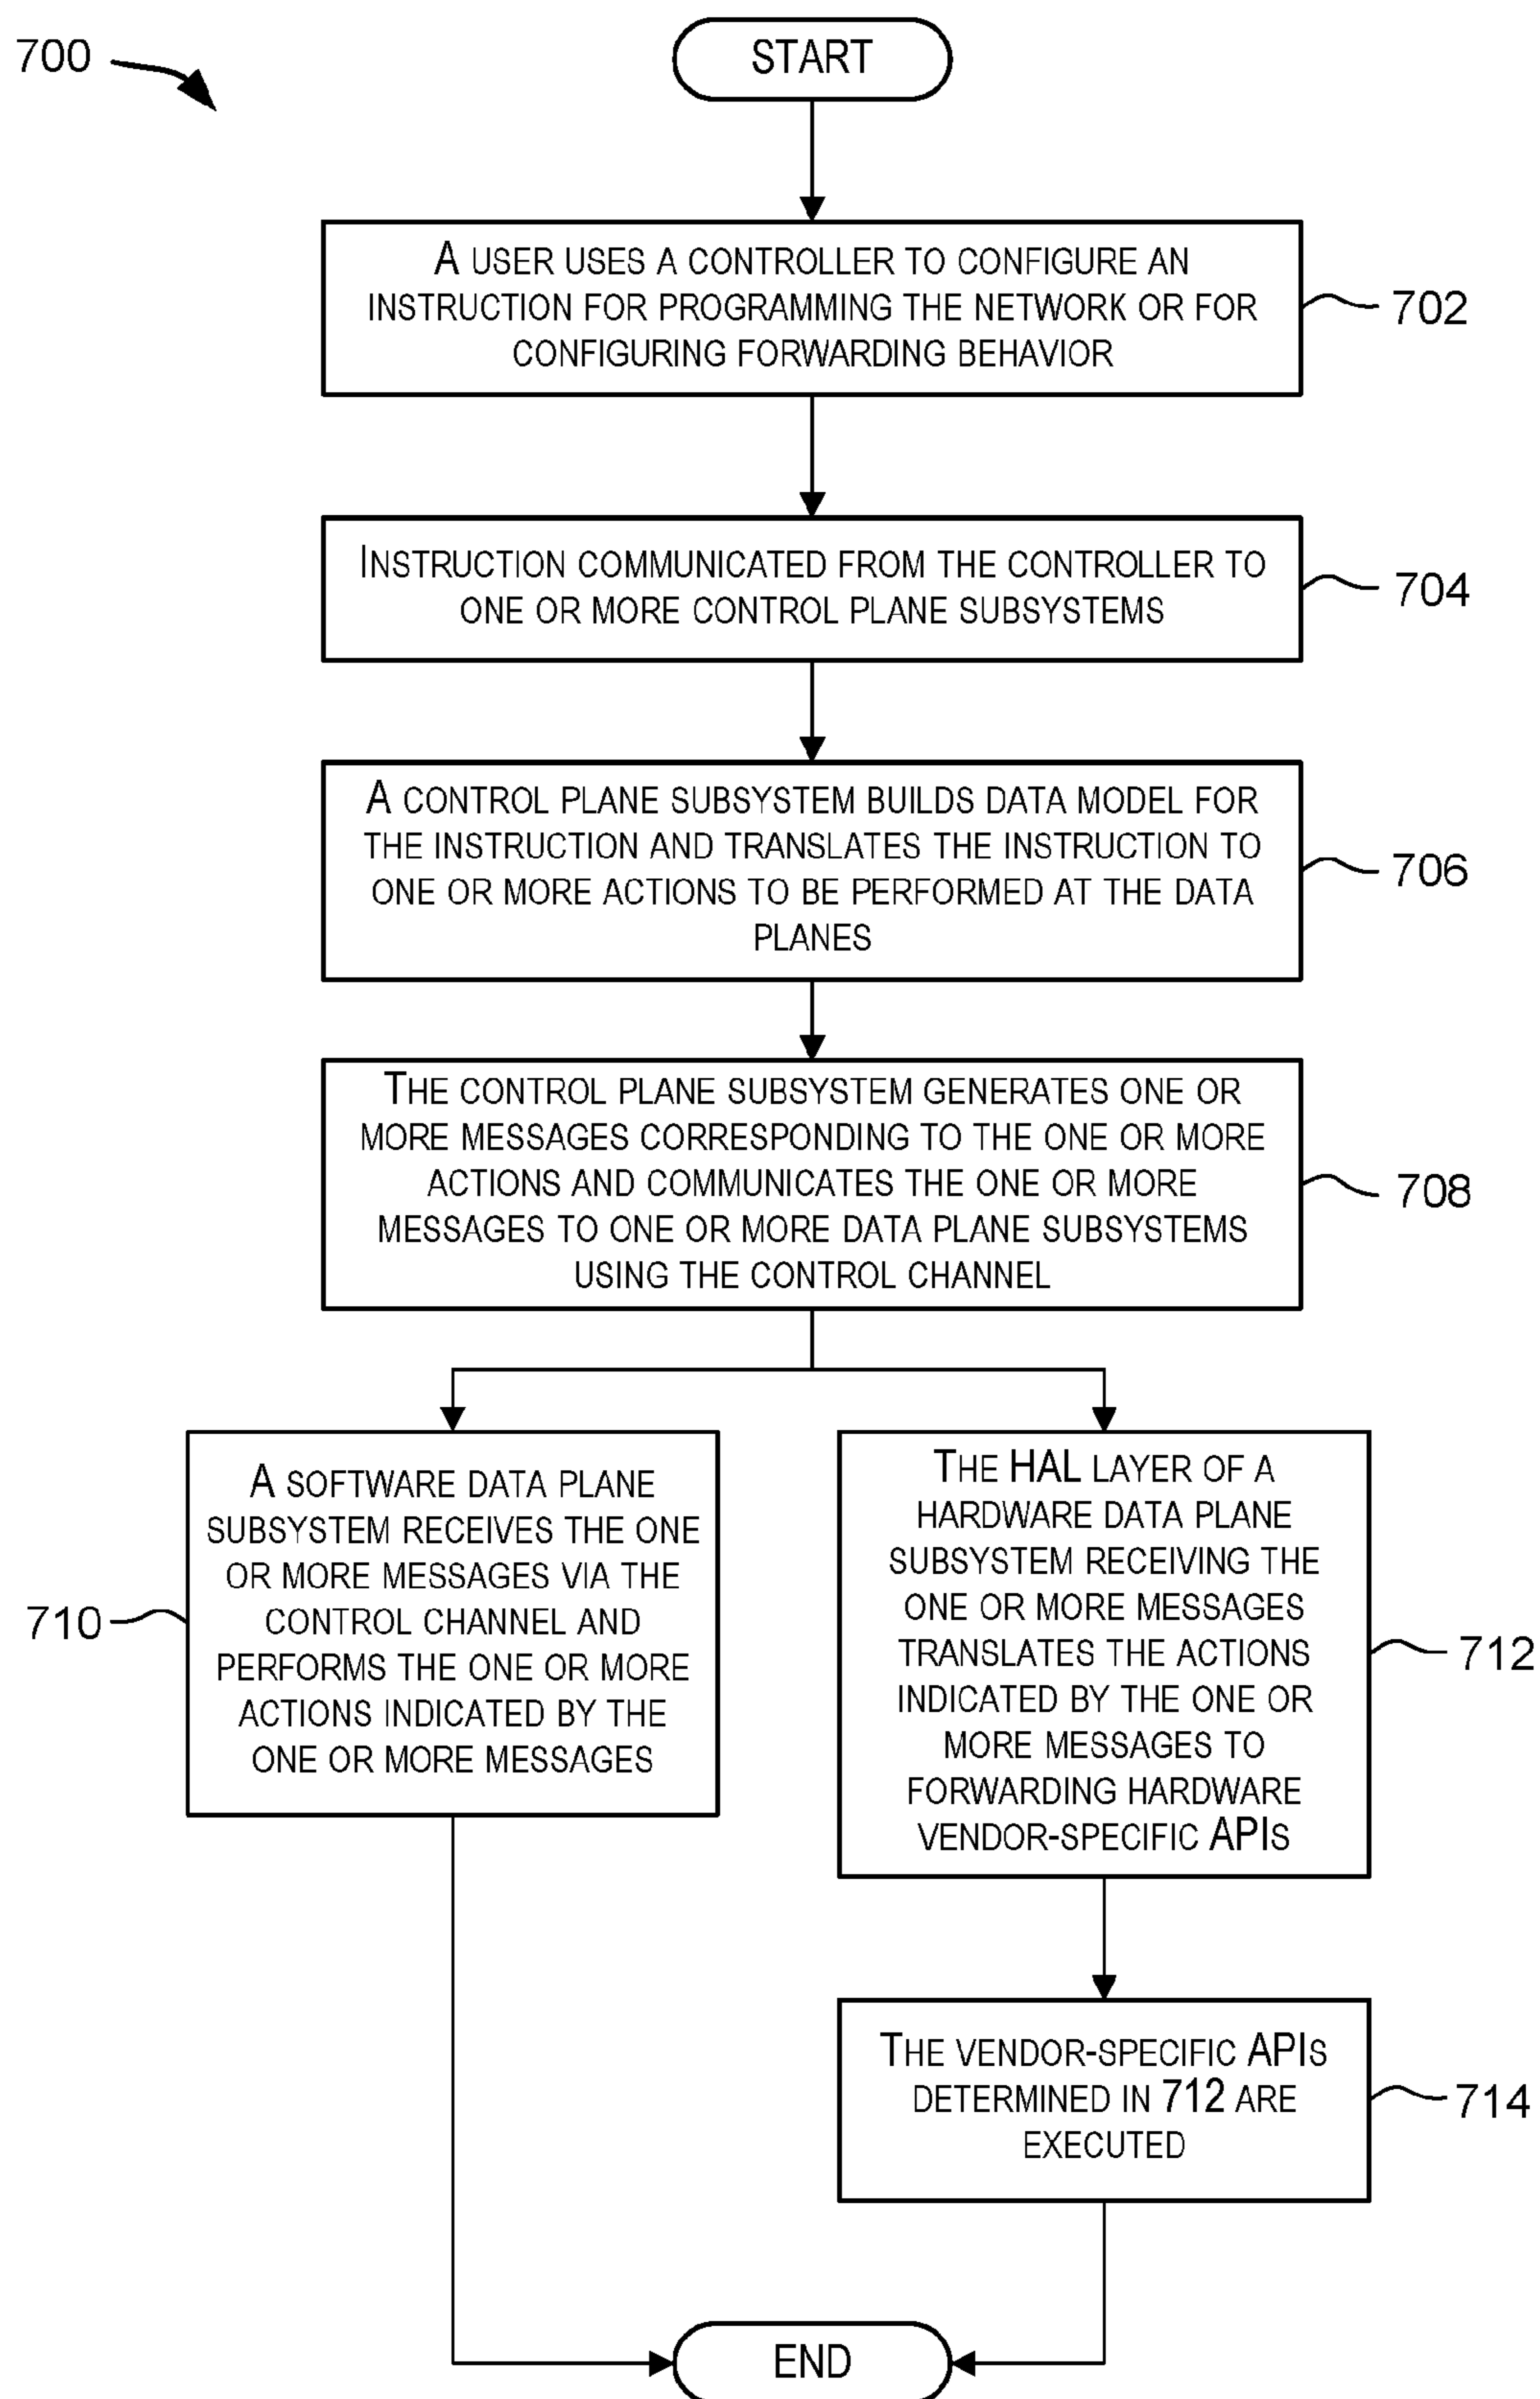 700
START
A USER USES A CONTROLLER TO CONFIGURE AN
INSTRUCTION FOR PROGRAMMING THE NETWORK OR FOR
CONFIGURING FORWARDING BEHAVIOR
702
INSTRUCTION COMMUNICATED FROM THE CONTROLLER TO
ONE OR MORE CONTROL PLANE SUBSYSTEMS
704
A CONTROL PLANE SUBSYSTEM BUILDS DATA MODEL FOR
THE INSTRUCTION AND TRANSLATES THE INSTRUCTION TO
ONE OR MORE ACTIONS TO BE PERFORMED AT THE DATA
PLANES
706
THE CONTROL PLANE SUBSYSTEM GENERATES ONE OR
MORE MESSAGES CORRESPONDING TO THE ONE OR MORE
ACTIONS AND COMMUNICATES THE ONE OR MORE
MESSAGES TO ONE OR MORE DATA PLANE SUBSYSTEMS
USING THE CONTROL CHANNEL
708
A SOFTWARE DATA PLANE
SUBSYSTEM RECEIVES THE ONE
OR MORE MESSAGES VIA THE
CONTROL CHANNEL AND
PERFORMS THE ONE OR MORE
ACTIONS INDICATED BY THE
ONE OR MORE MESSAGES
710
THE HAL LAYER OF A
HARDWARE DATA PLANE
SUBSYSTEM RECEIVING THE
ONE OR MORE MESSAGES
TRANSLATES THE ACTIONS
INDICATED BY THE ONE OR
MORE MESSAGES TO
FORWARDING HARDWARE
VENDOR-SPECIFIC APIS
712
THE VENDOR-SPECIFIC APIS
DETERMINED IN 712 ARE
EXECUTED
714
END